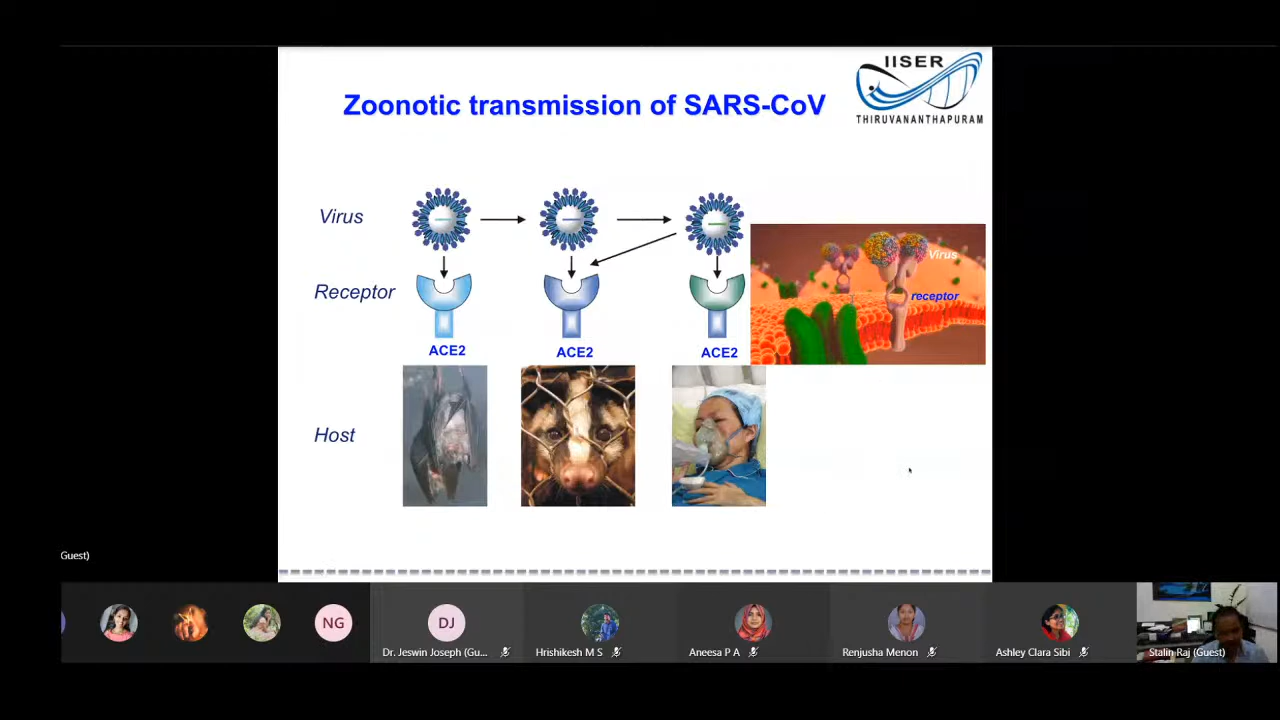 IISER
THIRUVANANTHAPURAM
Zoonotic transmission of SARS-CoV
Virus
Receptor
Virus
receptor
ACE2
ACE2
ACE2
Host
Guest)
NG
DJ
Dr. Jeswin Joseph (Gu...
Hrishikesh M S
Aneesa P A
Renjusha Menon
Ashley Clara Sibi
Stalin Raj (Guest)